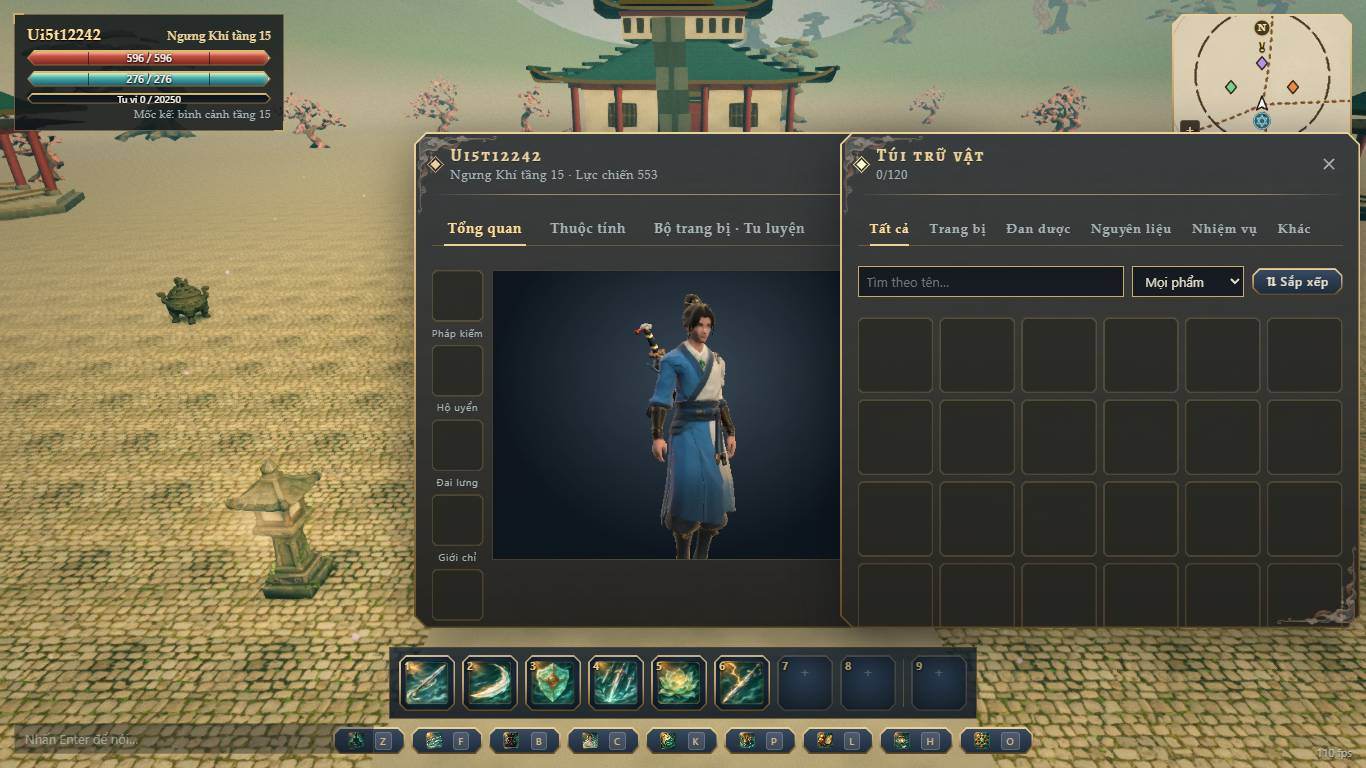 Ui5t12242
Ngưng Khí tầng 15
596 / 596
276 / 276
Tu vi 0 / 20250
Mốc kế: bình cảnh tầng 15
N
+
Ui5t12242
Ngưng Khí tầng 15 · Lực chiến 553
Tổng quan
Thuộc tính
Bộ trang bị · Tu luyện
Pháp kiếm
Hộ uyển
Đai lưng
Giới chỉ
Túi trữ vật
0/120
×
Tất cả
Trang bị
Đan dược
Nguyên liệu
Nhiệm vụ
Khác
Tìm theo tên...
Mọi phẩm
⇅ Sắp xếp
1
2
3
4
5
6
7
+
8
+
9
+
Nhấn Enter để nói...
Z
F
B
C
K
P
L
H
O
110 fps